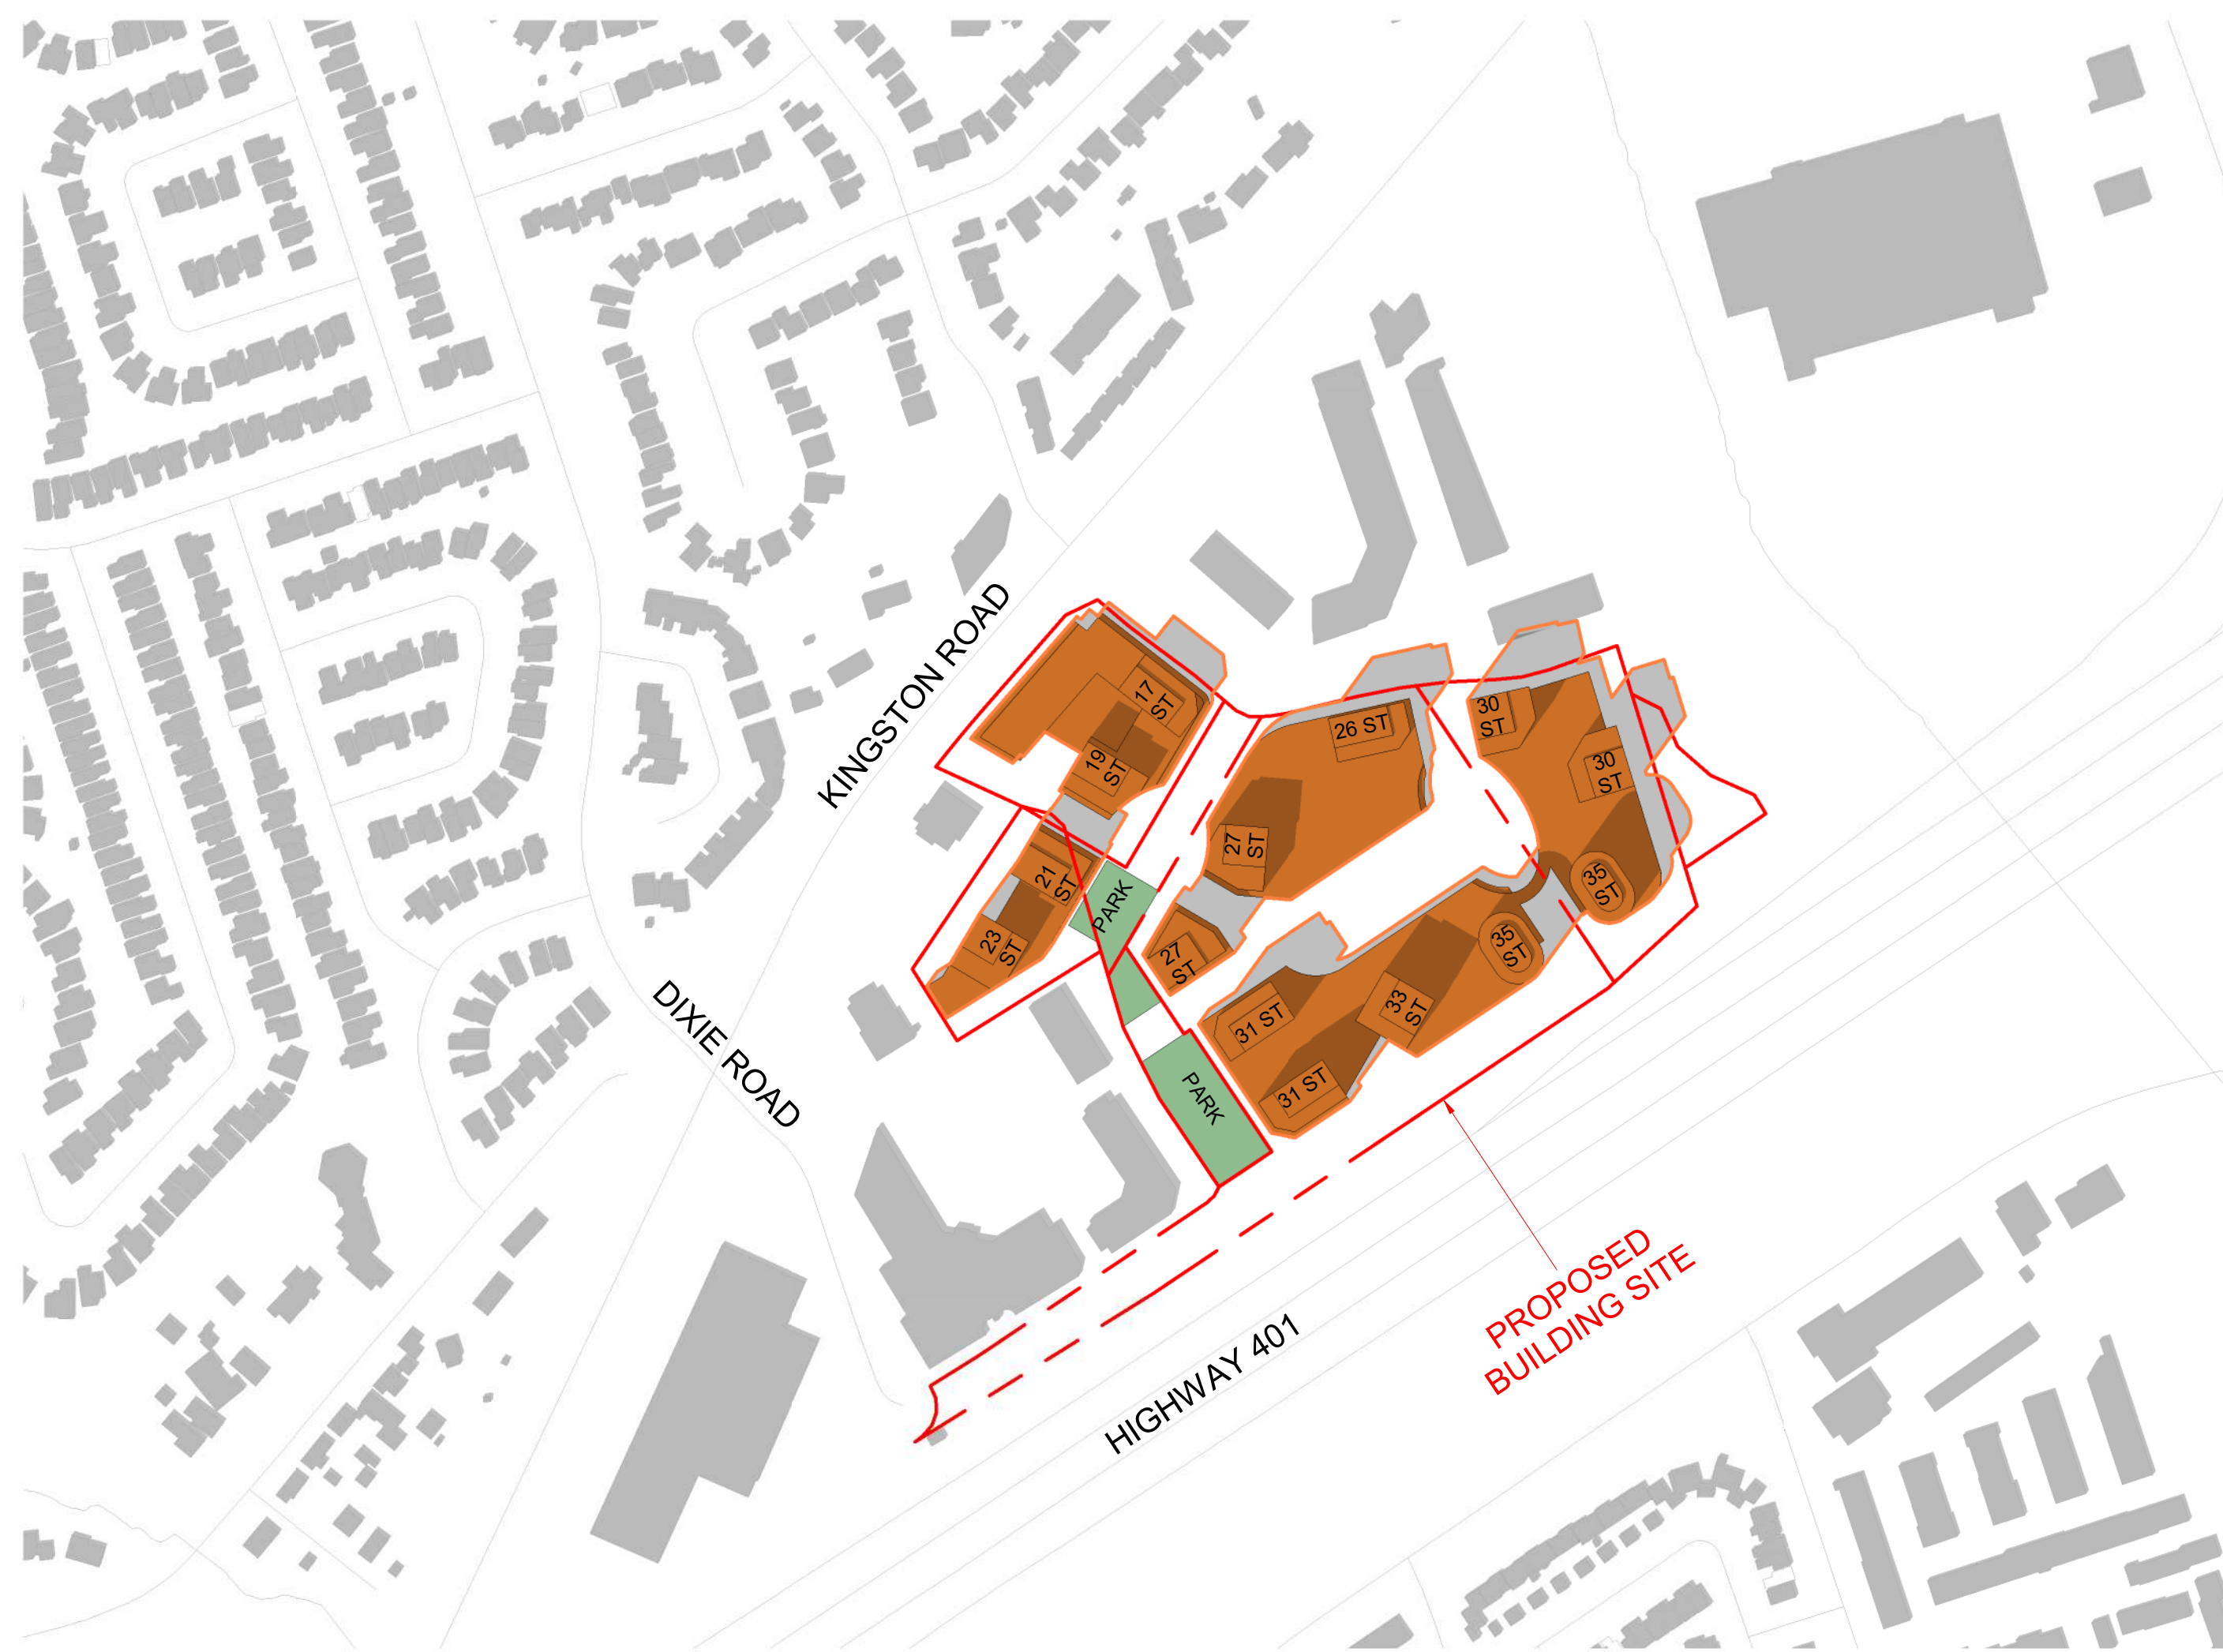 KINGSTON ROAD
17
ST
19
ST
26 ST
30
ST
30
ST
27
ST
21
ST
PARK
35
ST
23
ST
27
ST
35
ST
31 ST
33
ST
DIXIE ROAD
31 ST
PARK
PROPOSED
BUILDING SITE
HIGHWAY 401